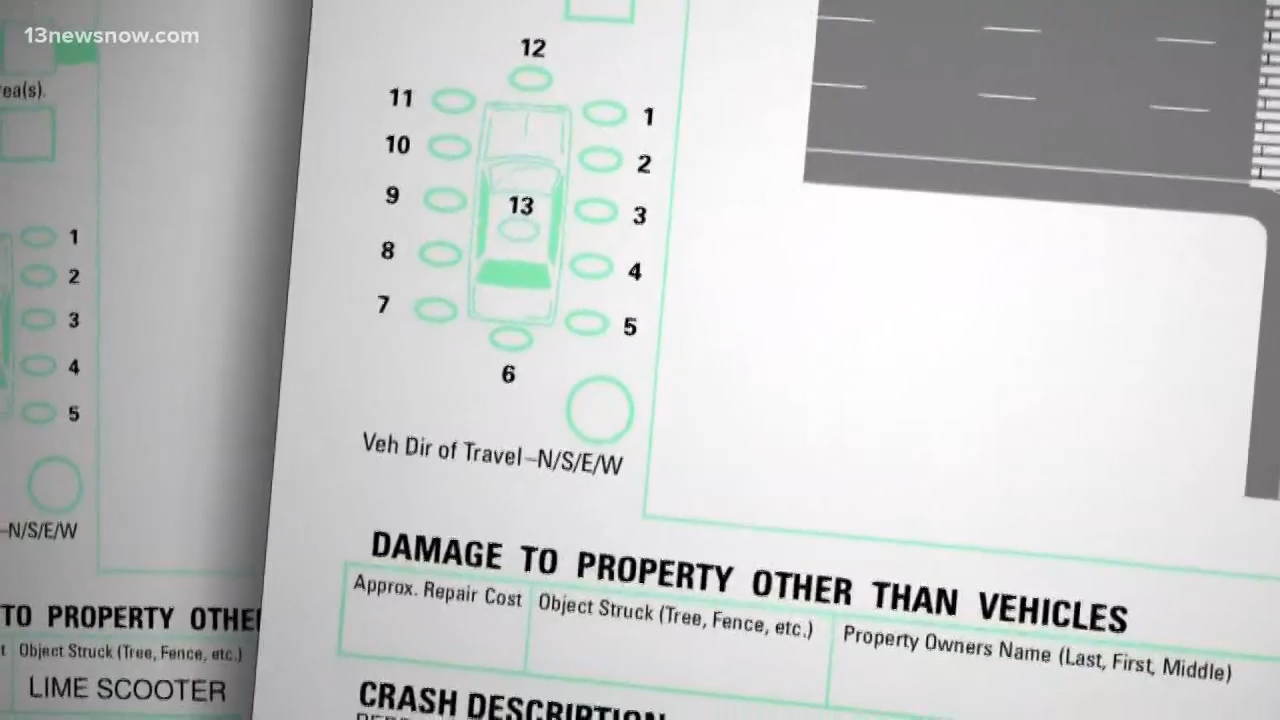 13newsnow.com
12
11
1
10
2
9
13
3
8
4
7
5
6
Veh Dir of Travel–N/S/E/W
DAMAGE TO PROPERTY OTHER THAN VEHICLES
Approx. Repair Cost
Object Struck (Tree, Fence, etc.)
Property Owners Name (Last, First, Middle)
CRASH DESCRIPTION
ea(s).
1
2
3
4
5
–N/S/E/W
TO PROPERTY OTHE
t
Object Struck (Tree, Fence, etc.)
LIME SCOOTER